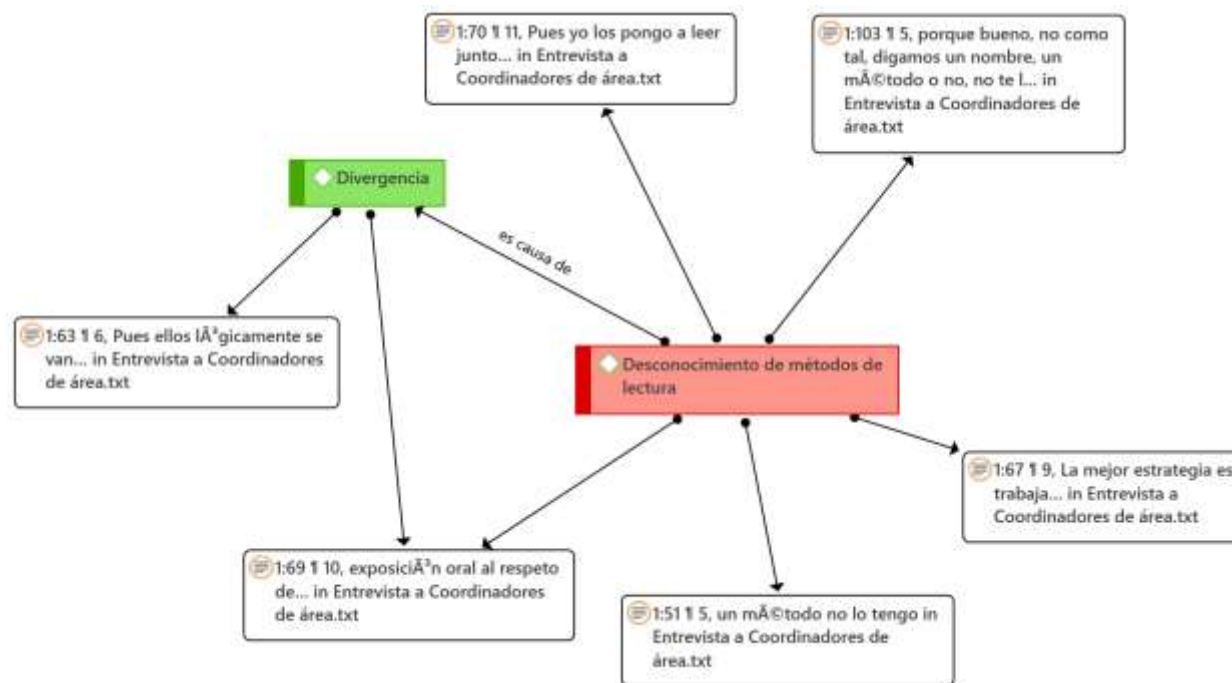 1:70 ¶ 11, Pues yo los pongo a leer
junto... in Entrevista a
Coordinadores de área.txt
1:103 ¶ 5, porque bueno, no como
tal, digamos un nombre, un
mÃ©todo o no, no te l... in
Entrevista a Coordinadores de
área.txt
Divergencia
es causa de
1:63 ¶ 6, Pues ellos lÃ³gicamente se
van... in Entrevista a Coordinadores
de área.txt
Desconocimiento de métodos de
lectura
1:67 ¶ 9, La mejor estrategia es
trabaja... in Entrevista a
Coordinadores de área.txt
1:69 ¶ 10, exposiciÃ³n oral al respeto
de... in Entrevista a Coordinadores
de área.txt
1:51 ¶ 5, un mÃ©todo no lo tengo in
Entrevista a Coordinadores de
área.txt